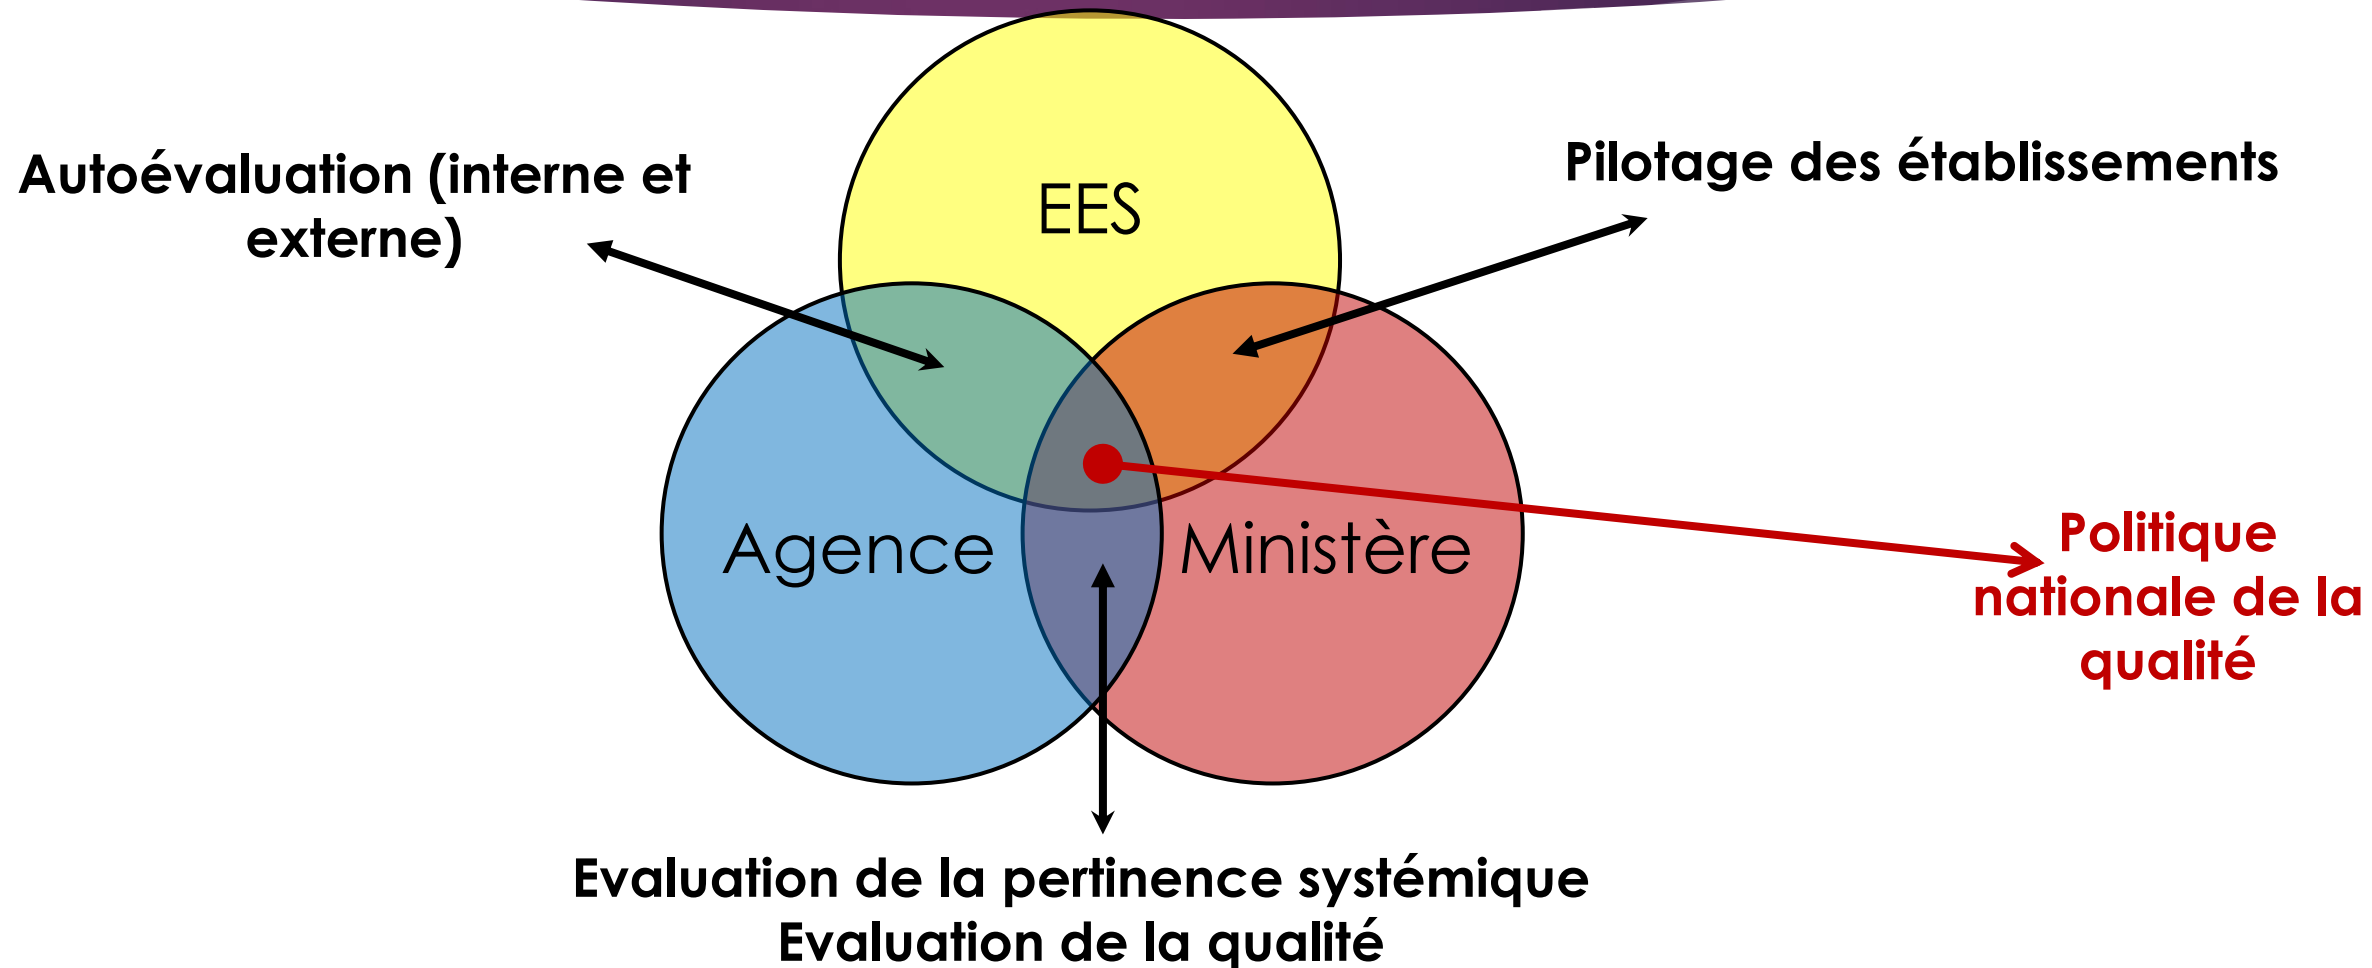 Autoévaluation (interne et
externe)
EES
Pilotage des établissements
Agence
Ministère
Politique
nationale de la
qualité
Evaluation de la pertinence systémique
Evaluation de la qualité